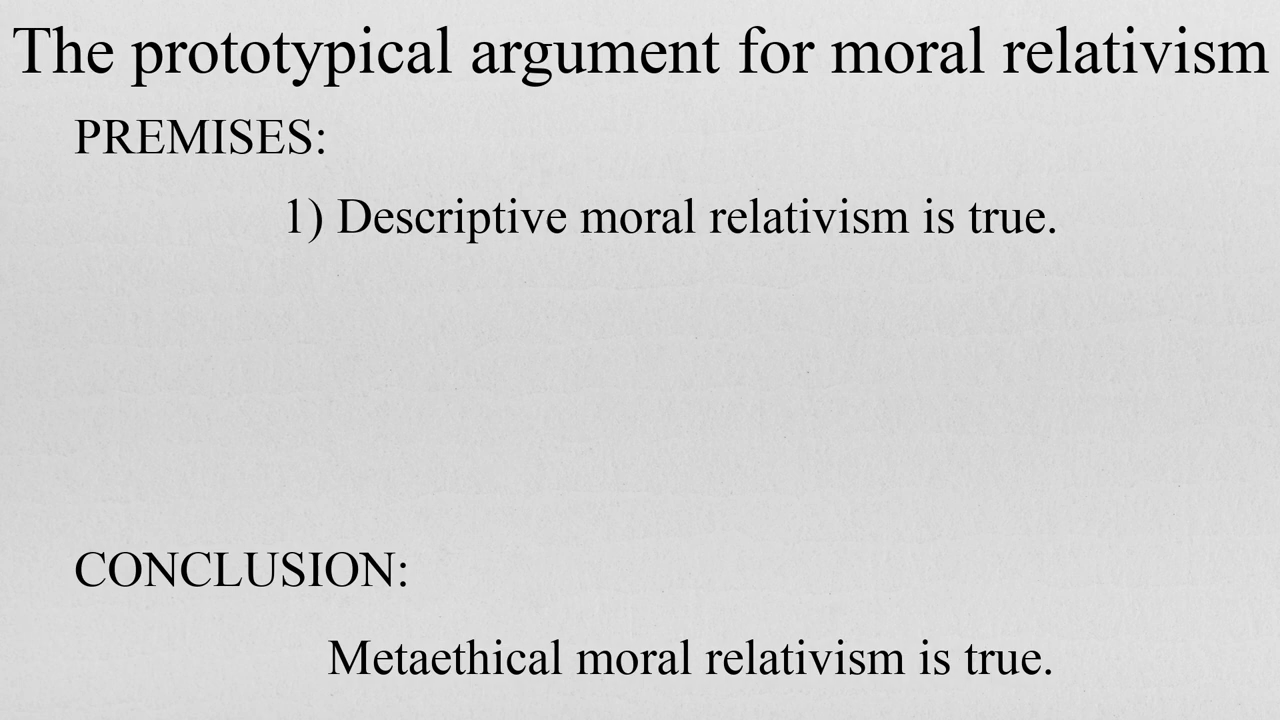 The prototypical argument for moral relativism
PREMISES:
1) Descriptive moral relativism is true.
CONCLUSION:
Metaethical moral relativism is true.